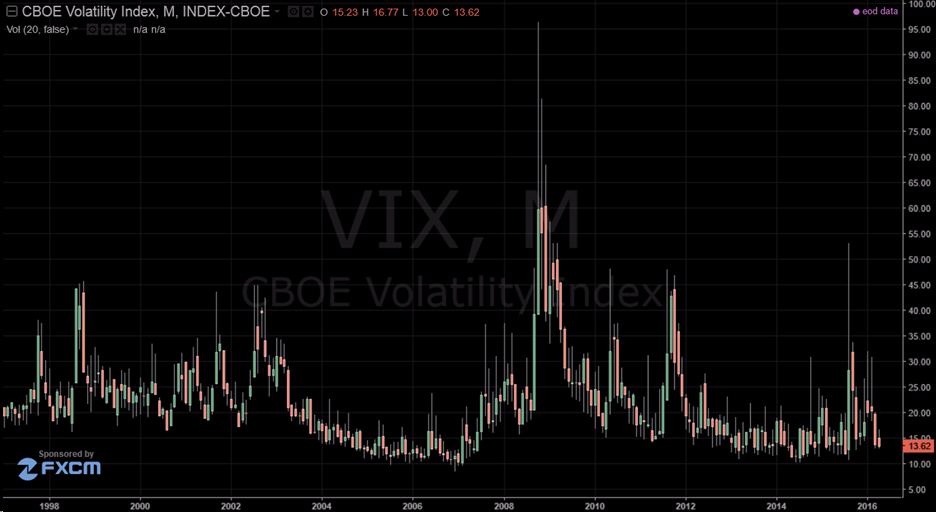 CBOE Volatility Index, M, INDEX-CBOE O 15.23 H 16.77 L 13.00 C 13.62
eod data
Vol (20, false) n/a n/a
VIX, M
CBOE Volatility Index
100.00
95.00
90.00
85.00
80.00
75.00
70.00
65.00
60.00
55.00
50.00
45.00
40.00
35.00
30.00
25.00
20.00
15.00
13.62
10.00
5.00
Sponsored by
FXCM
1998 2000 2002 2004 2006 2008 2010 2012 2014 2016